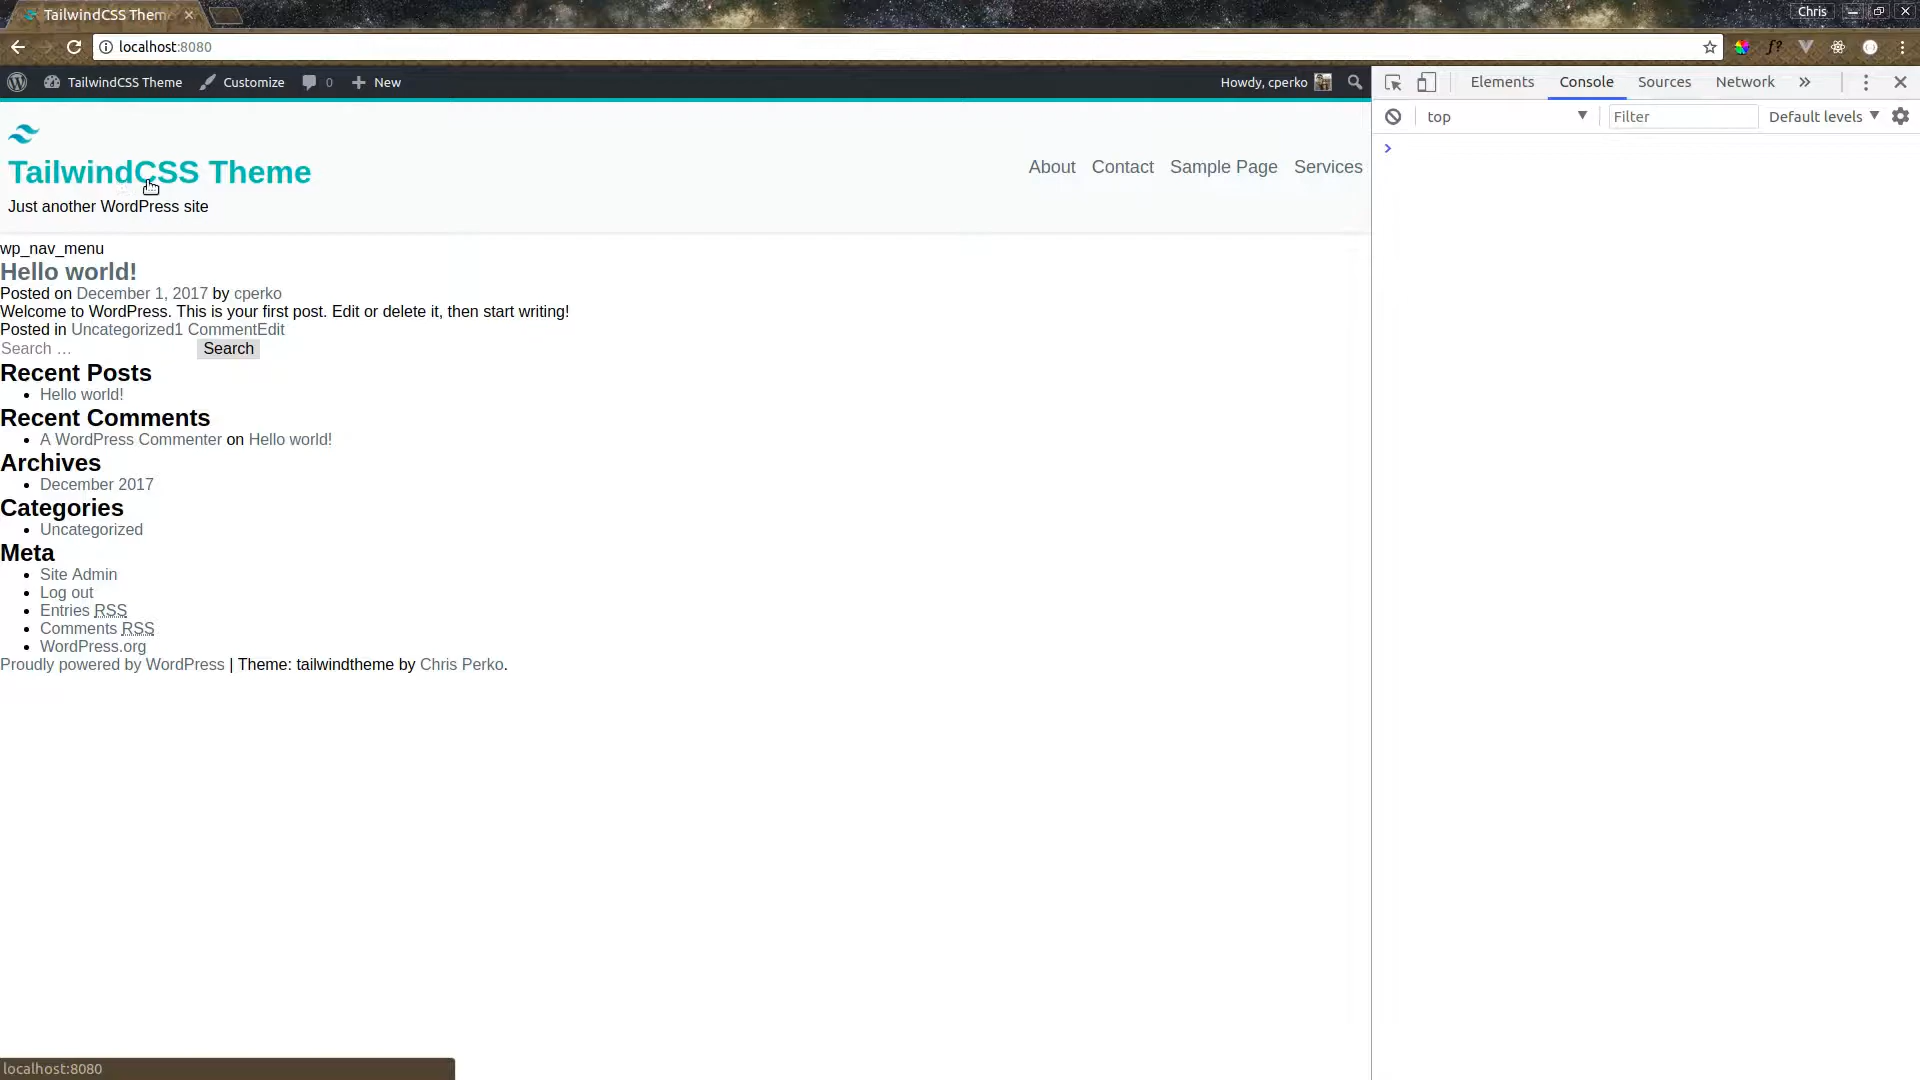 TailwindCSS Them
Chris
localhost:8080
TailwindCSS Theme Customize 0 New Howdy, cperko
Elements Console Sources Network
top Filter Default levels
TailwindCSS Theme
Just another WordPress site
About Contact Sample Page Services
wp_nav_menu
Hello world!
Posted on December 1, 2017 by cperko
Welcome to WordPress. This is your first post. Edit or delete it, then start writing!
Posted in Uncategorized1 CommentEdit
Search … Search
Recent Posts
Hello world!
Recent Comments
A WordPress Commenter on Hello world!
Archives
December 2017
Categories
Uncategorized
Meta
Site Admin
Log out
Entries RSS
Comments RSS
WordPress.org
Proudly powered by WordPress | Theme: tailwindtheme by Chris Perko.
localhost:8080